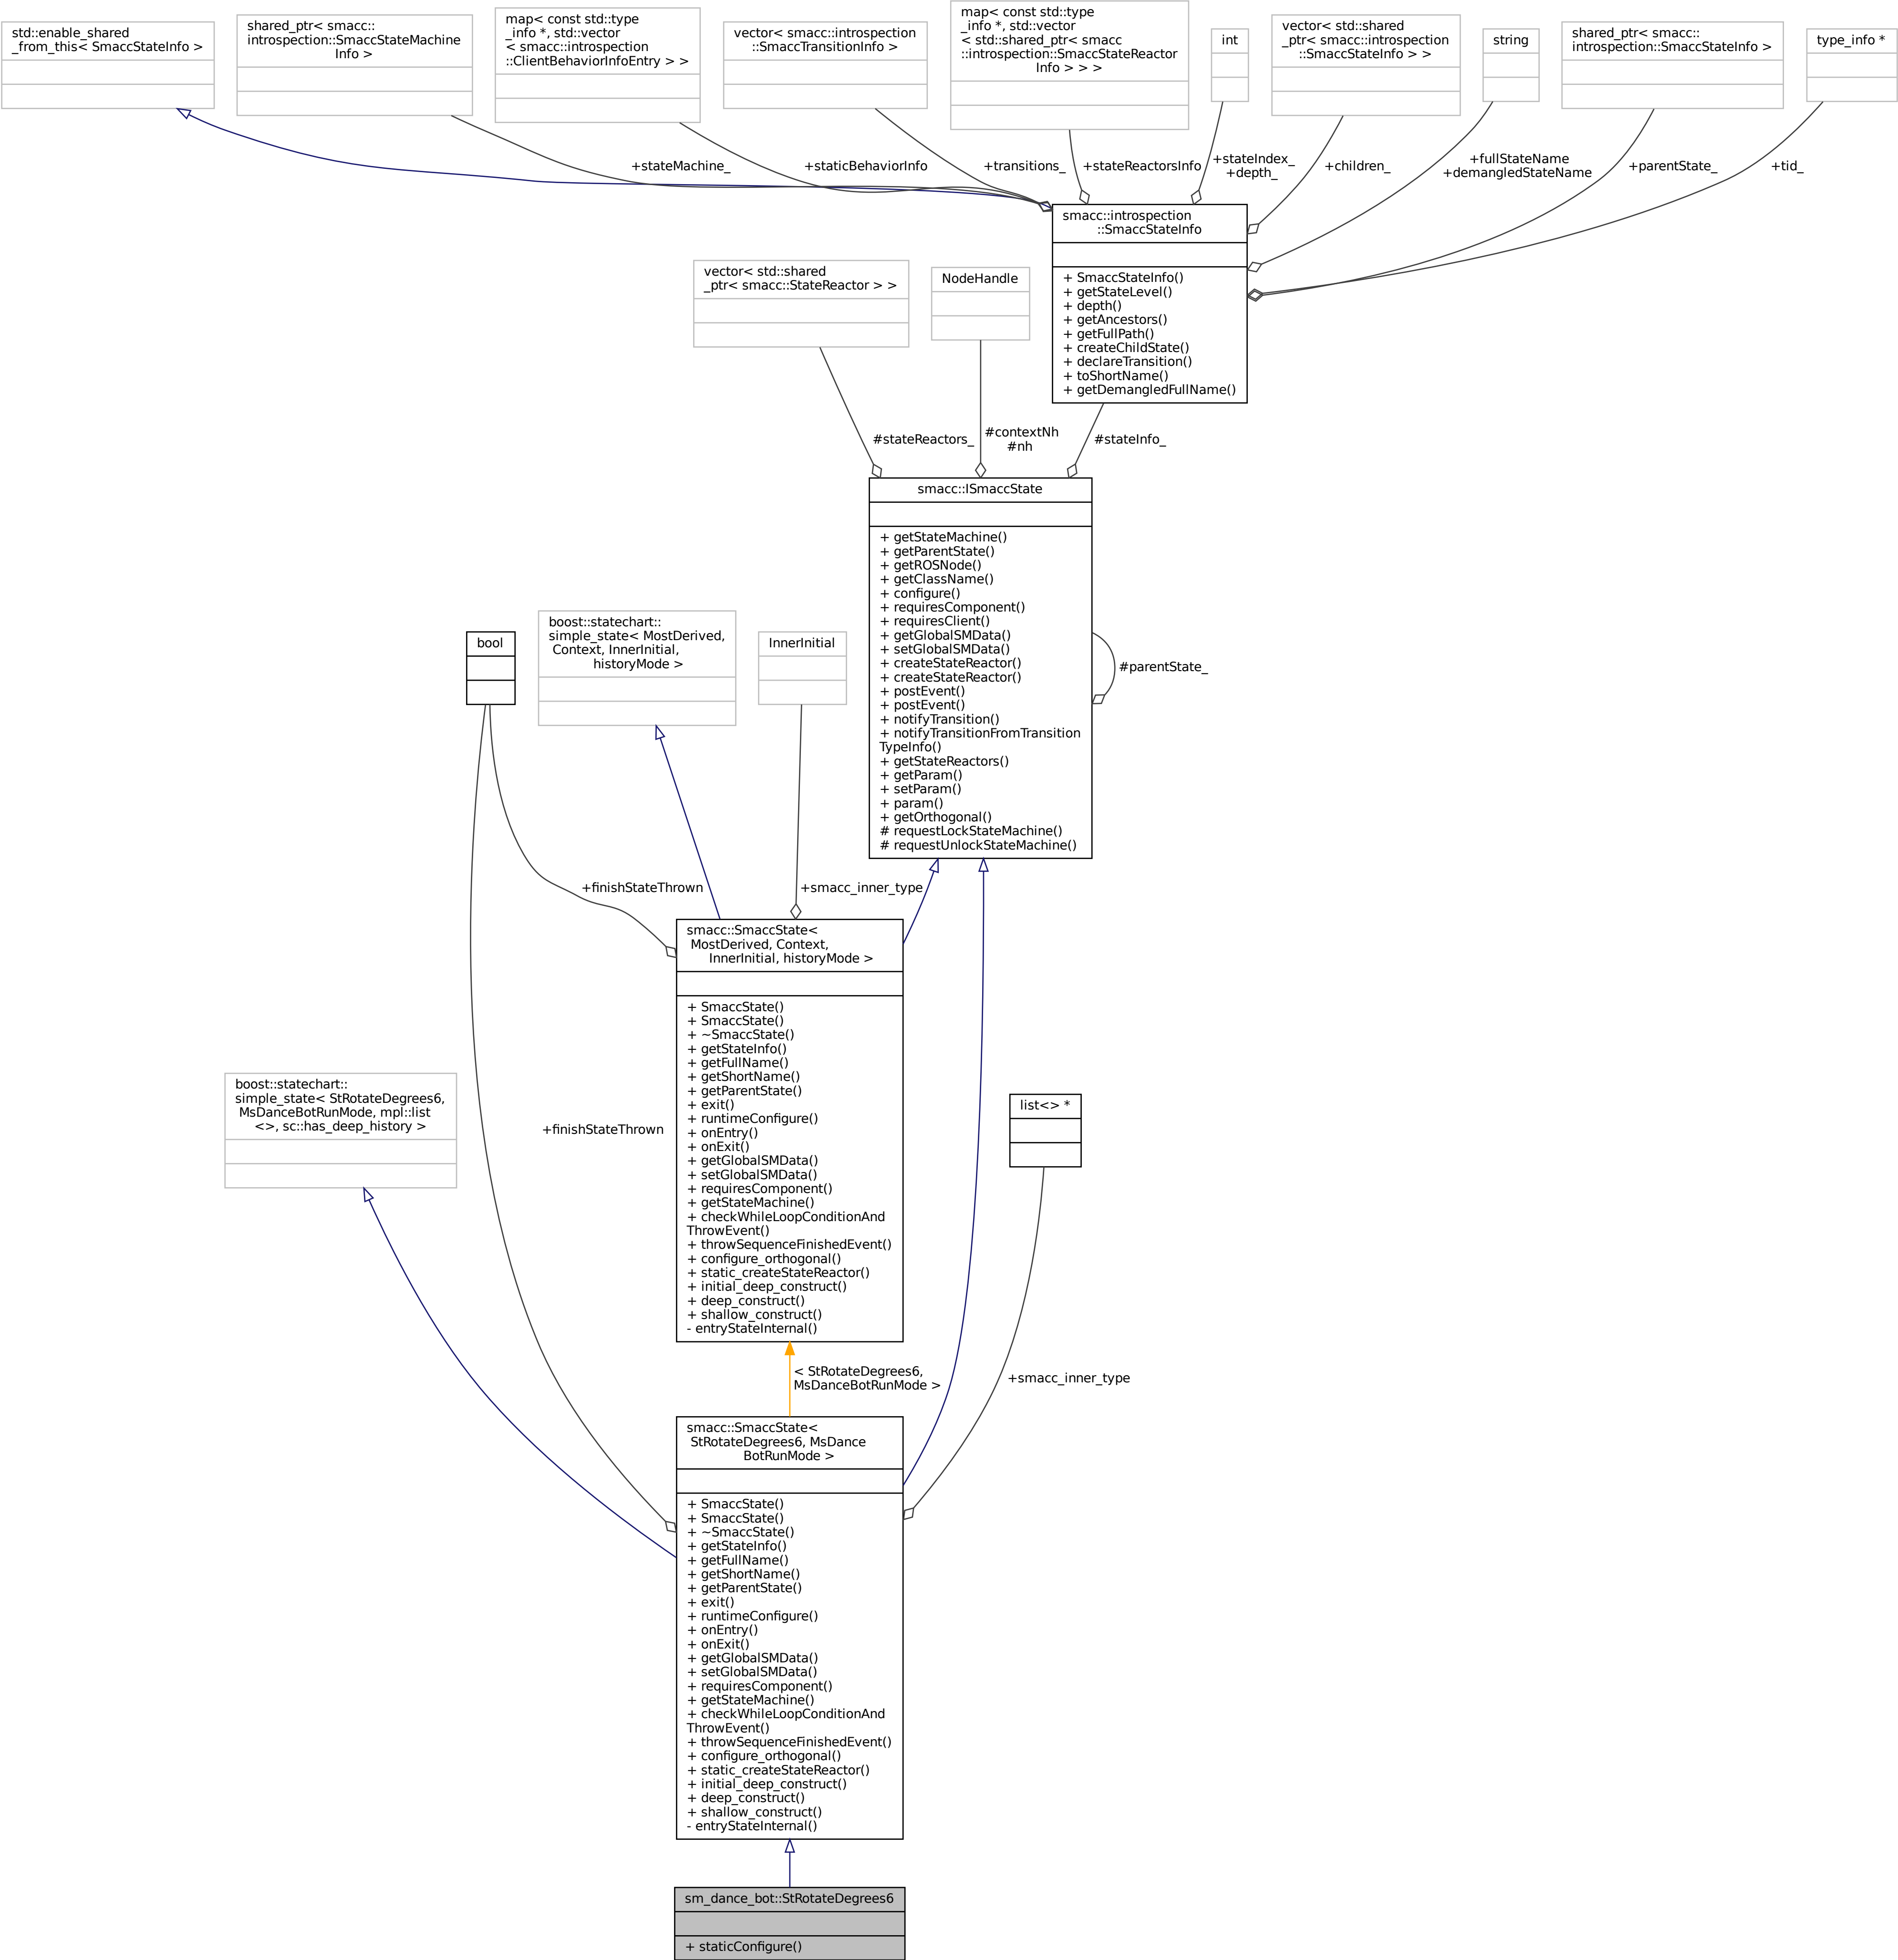 std::enable_shared
_from_this< SmaccStateInfo >
shared_ptr< smacc::
introspection::SmaccStateMachine
Info >
map< const std::type
_info *, std::vector
< smacc::introspection
::ClientBehaviorInfoEntry > >
vector< smacc::introspection
::SmaccTransitionInfo >
map< const std::type
_info *, std::vector
< std::shared_ptr< smacc
::introspection::SmaccStateReactor
Info > > >
int
vector< std::shared
_ptr< smacc::introspection
::SmaccStateInfo > >
string
shared_ptr< smacc::
introspection::SmaccStateInfo >
type_info *
+stateMachine_
+staticBehaviorInfo
+transitions_
+stateReactorsInfo
+stateIndex_
+depth_
+children_
+fullStateName
+demangledStateName
+parentState_
+tid_
smacc::introspection
::SmaccStateInfo
+ SmaccStateInfo()
+ getStateLevel()
+ depth()
+ getAncestors()
+ getFullPath()
+ createChildState()
+ declareTransition()
+ toShortName()
+ getDemangledFullName()
vector< std::shared
_ptr< smacc::StateReactor > >
NodeHandle
#stateReactors_
#contextNh
#nh
#stateInfo_
smacc::ISmaccState
+ getStateMachine()
+ getParentState()
+ getROSNode()
+ getClassName()
+ configure()
+ requiresComponent()
+ requiresClient()
+ getGlobalSMData()
+ setGlobalSMData()
+ createStateReactor()
+ createStateReactor()
+ postEvent()
+ postEvent()
+ notifyTransition()
+ notifyTransitionFromTransition
TypeInfo()
+ getStateReactors()
+ getParam()
+ setParam()
+ param()
+ getOrthogonal()
# requestLockStateMachine()
# requestUnlockStateMachine()
#parentState_
bool
boost::statechart::
simple_state< MostDerived,
Context, InnerInitial,
historyMode >
InnerInitial
+finishStateThrown
+smacc_inner_type
smacc::SmaccState<
MostDerived, Context,
InnerInitial, historyMode >
+ SmaccState()
+ SmaccState()
+ ~SmaccState()
+ getStateInfo()
+ getFullName()
+ getShortName()
+ getParentState()
+ exit()
+ runtimeConfigure()
+ onEntry()
+ onExit()
+ getGlobalSMData()
+ setGlobalSMData()
+ requiresComponent()
+ getStateMachine()
+ checkWhileLoopConditionAnd
ThrowEvent()
+ throwSequenceFinishedEvent()
+ configure_orthogonal()
+ static_createStateReactor()
+ initial_deep_construct()
+ deep_construct()
+ shallow_construct()
- entryStateInternal()
boost::statechart::
simple_state< StRotateDegrees6,
MsDanceBotRunMode, mpl::list
<>, sc::has_deep_history >
+finishStateThrown
list<> *
< StRotateDegrees6,
MsDanceBotRunMode >
+smacc_inner_type
smacc::SmaccState<
StRotateDegrees6, MsDance
BotRunMode >
+ SmaccState()
+ SmaccState()
+ ~SmaccState()
+ getStateInfo()
+ getFullName()
+ getShortName()
+ getParentState()
+ exit()
+ runtimeConfigure()
+ onEntry()
+ onExit()
+ getGlobalSMData()
+ setGlobalSMData()
+ requiresComponent()
+ getStateMachine()
+ checkWhileLoopConditionAnd
ThrowEvent()
+ throwSequenceFinishedEvent()
+ configure_orthogonal()
+ static_createStateReactor()
+ initial_deep_construct()
+ deep_construct()
+ shallow_construct()
- entryStateInternal()
sm_dance_bot::StRotateDegrees6
+ staticConfigure()